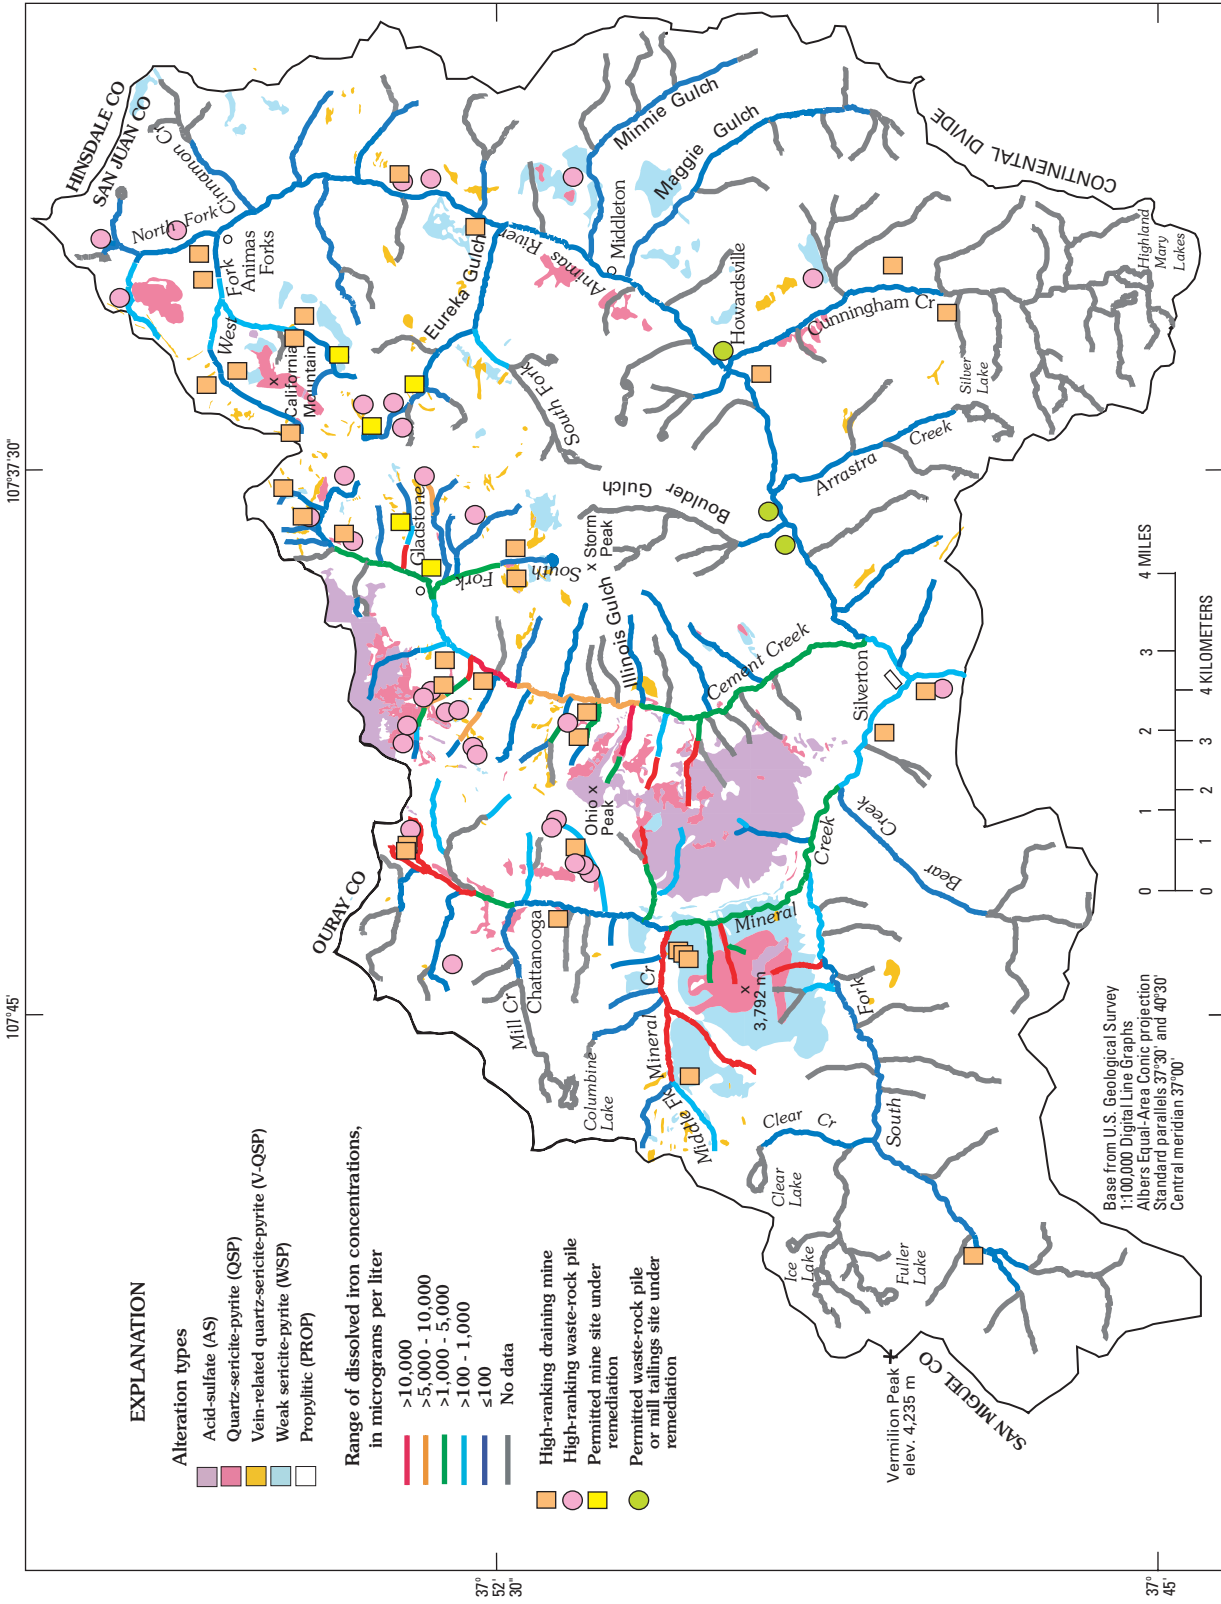 EXPLANATION
Alteration types
Acid-sulfate (AS)
Quartz-sericite-pyrite (QSP)
Vein-related quartz-sericite-pyrite (V-QSP)
Weak sericite-pyrite (WSP)
Propylitic (PROP)
Range of dissolved iron concentrations,
in micrograms per liter
>10,000
>5,000 - 10,000
>1,000 - 5,000
>100 - 1,000
≤100
No data
High-ranking draining mine
High-ranking waste-rock pile
Permitted mine site under
remediation
Permitted waste-rock pile
or mill tailings site under
remediation
107°45'
107°37'30"
37°
52'
30"
37°
45'
OURAY CO
HINSDALE CO
SAN JUAN CO
SAN MIGUEL CO
CONTINENTAL DIVIDE
Cinnamon Cr
North Fork
Animas
Forks
West
Fork
California
Mountain
Eureka Gulch
South Fork
Animas
River
Middleton
Minnie Gulch
Maggie Gulch
Howardsville
Cunningham Cr
Highland
Mary
Lakes
Silver
Lake
Arrastra
Creek
Boulder
Gulch
Storm
Peak
x
Gladstone
South
Fork
Illinois Gulch
Cement Creek
Silverton
Ohio x
Peak
Chattanooga
Mill Cr
Columbine
Lake
Mineral
Cr
Middle Fk
Mineral
Creek
x
3,792 m
Bear
Creek
South
Fork
Clear
Cr
Clear
Lake
Ice
Lake
Fuller
Lake
Vermilion Peak
elev. 4,235 m
x
0 1 2 3 4 MILES
0 1 2 3 4 KILOMETERS
Base from U.S. Geological Survey
1:100,000 Digital Line Graphs
Albers Equal-Area Conic projection
Standard parallels 37°30' and 40°30'
Central meridian 37°00'